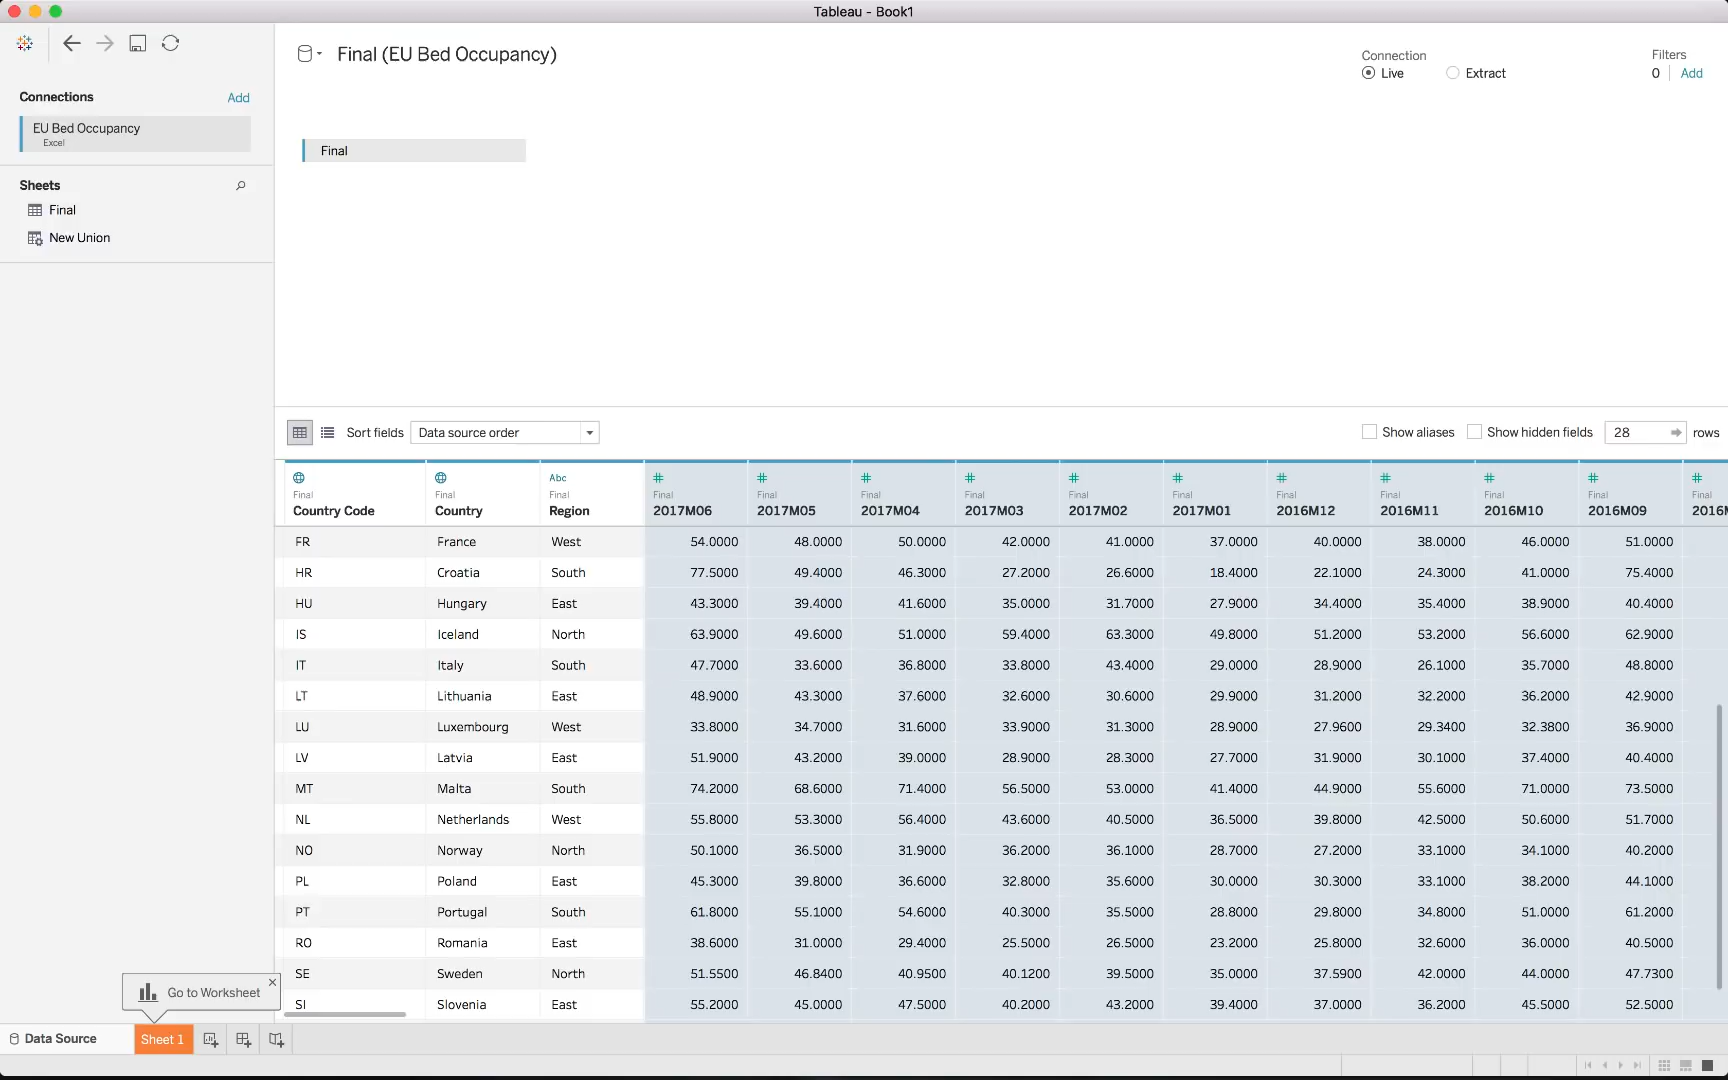 Tableau - Book1
Final (EU Bed Occupancy)
Connection
Live
Extract
Filters
0
Add
Connections
Add
EU Bed Occupancy
Excel
Final
Sheets
Final
New Union
Sort fields
Data source order
Show aliases
Show hidden fields
28
rows
Abc
Final Final Final Final Final Final Final Final Final Final Final Final Final Final
Country Code Country Region 2017M06 2017M05 2017M04 2017M03 2017M02 2017M01 2016M12 2016M11 2016M10 2016M09
FR France West 54.0000 48.0000 50.0000 42.0000 41.0000 37.0000 40.0000 38.0000 46.0000 51.0000
HR Croatia South 77.5000 49.4000 46.3000 27.2000 26.6000 18.4000 22.1000 24.3000 41.0000 75.4000
HU Hungary East 43.3000 39.4000 41.6000 35.0000 31.7000 27.9000 34.4000 35.4000 38.9000 40.4000
IS Iceland North 63.9000 49.6000 51.0000 59.4000 63.3000 49.8000 51.2000 53.2000 56.6000 62.9000
IT Italy South 47.7000 33.6000 36.8000 33.8000 43.4000 29.0000 28.9000 26.1000 35.7000 48.8000
LT Lithuania East 48.9000 43.3000 37.6000 32.6000 30.6000 29.9000 31.2000 32.2000 36.2000 42.9000
LU Luxembourg West 33.8000 34.7000 31.6000 33.9000 31.3000 28.9000 27.9600 29.3400 32.3800 36.9000
LV Latvia East 51.9000 43.2000 39.0000 28.9000 28.3000 27.7000 31.9000 30.1000 37.4000 40.4000
MT Malta South 74.2000 68.6000 71.4000 56.5000 53.0000 41.4000 44.9000 55.6000 71.0000 73.5000
NL Netherlands West 55.8000 53.3000 56.4000 43.6000 40.5000 36.5000 39.8000 42.5000 50.6000 51.7000
NO Norway North 50.1000 36.5000 31.9000 36.2000 36.1000 28.7000 27.2000 33.1000 34.1000 40.2000
PL Poland East 45.3000 39.8000 36.6000 32.8000 35.6000 30.0000 30.3000 33.1000 38.2000 44.1000
PT Portugal South 61.8000 55.1000 54.6000 40.3000 35.5000 28.8000 29.8000 34.8000 51.0000 61.2000
RO Romania East 38.6000 31.0000 29.4000 25.5000 26.5000 23.2000 25.8000 32.6000 36.0000 40.5000
SE Sweden North 51.5500 46.8400 40.9500 40.1200 39.5000 35.0000 37.5900 42.0000 44.0000 47.7300
SI Slovenia East 55.2000 45.0000 47.5000 40.2000 43.2000 39.4000 37.0000 36.2000 45.5000 52.5000
Go to Worksheet
Data Source
Sheet 1